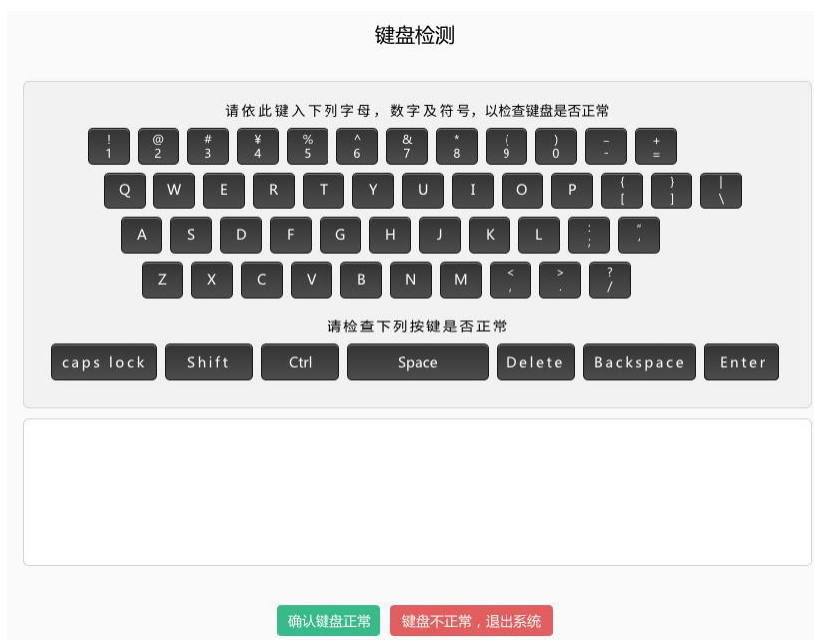 键盘检测
请依此键入下列字母，数字及符号，以检查键盘是否正常
! @ # ¥ % ^ & * ( ) – +
1 2 3 4 5 6 7 8 9 0 - =
Q W E R T Y U I O P { [ } ] | \
A S D F G H J K L : ; " '
Z X C V B N M < , > . ? /
请检查下列按键是否正常
caps lock Shift Ctrl Space Delete Backspace Enter
确认键盘正常 键盘不正常，退出系统